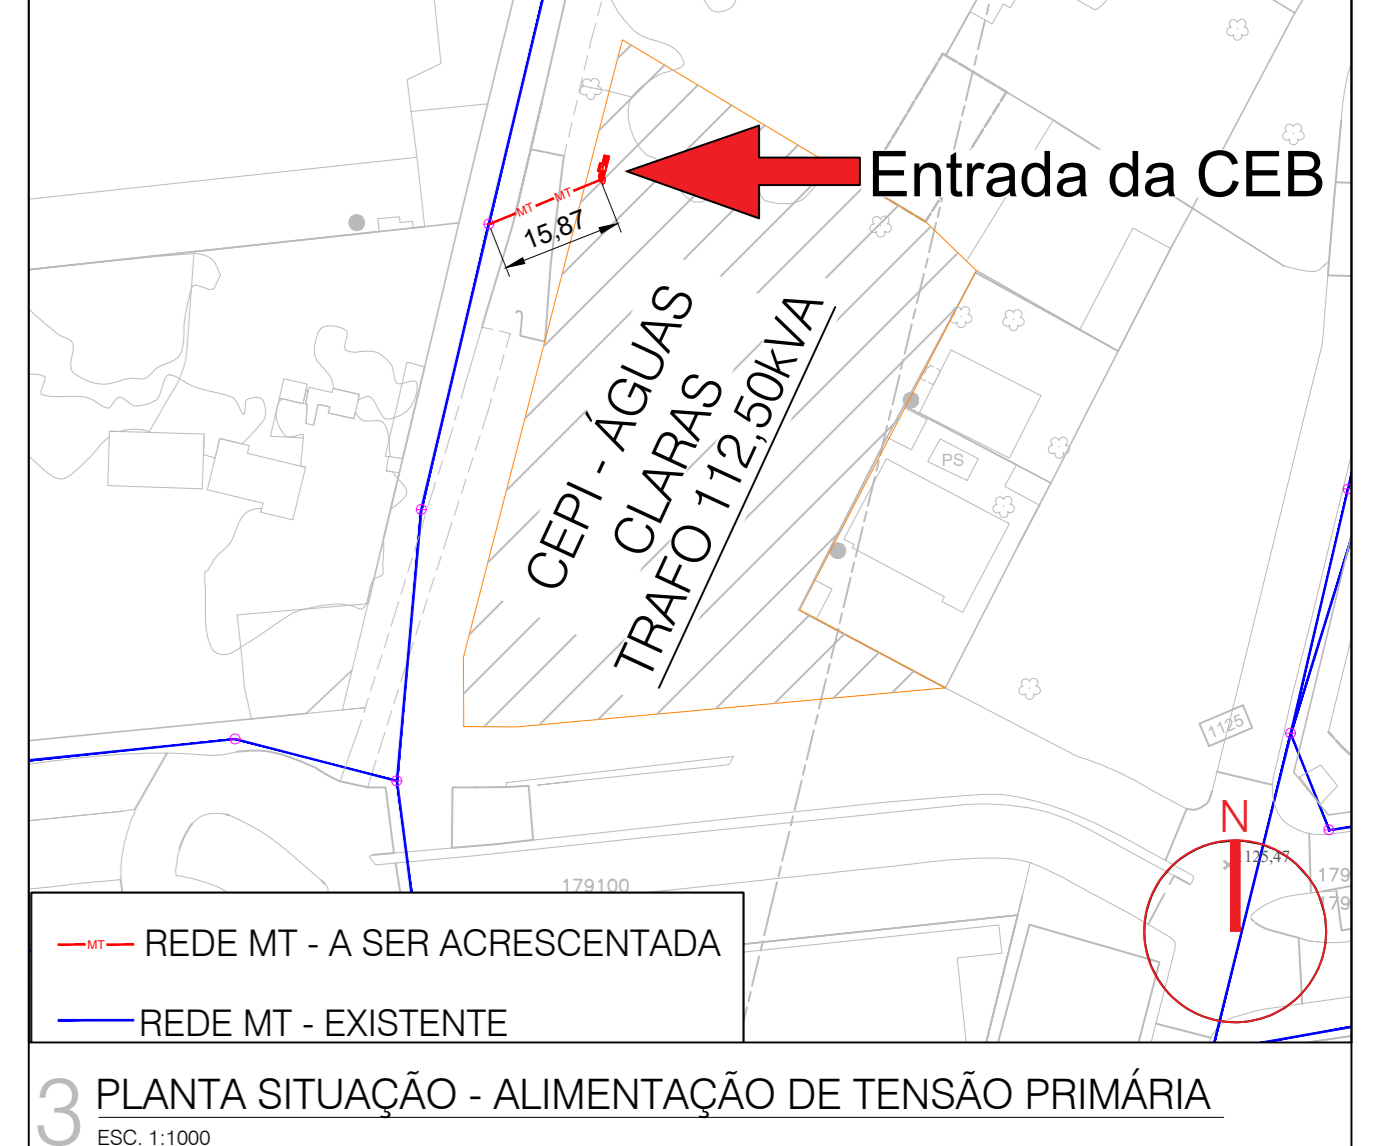 Entrada da CEB
MT MT
15,87
CEPI - ÁGUAS
CLARAS
TRAFO 112,50kVA
PS
1125
N
125,47
179100
179
179
MT REDE MT - A SER ACRESCENTADA
REDE MT - EXISTENTE
3 PLANTA SITUAÇÃO - ALIMENTAÇÃO DE TENSÃO PRIMÁRIA
ESC. 1:1000